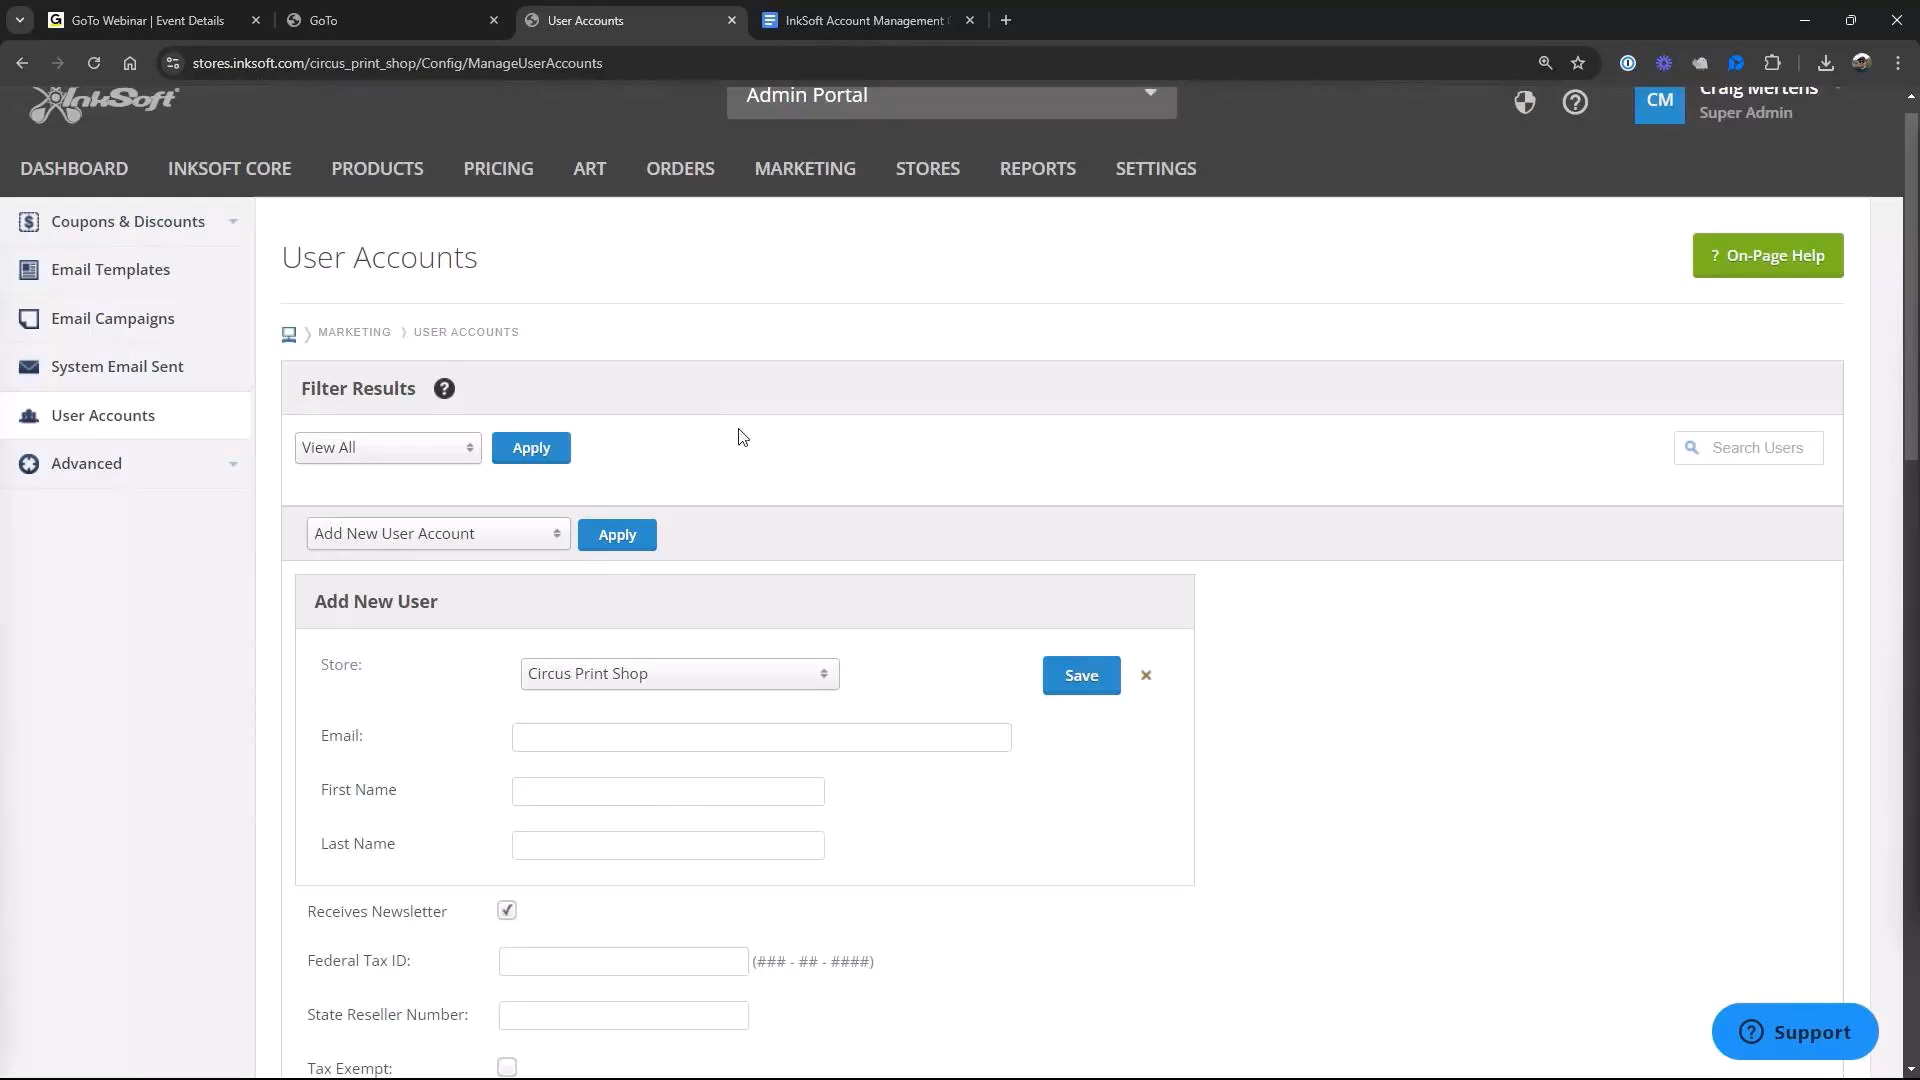 GoTo Webinar | Event Details
GoTo
User Accounts
InkSoft Account Management
stores.inksoft.com/circus_print_shop/Config/ManageUserAccounts
InkSoft
Admin Portal
CM
Craig Mertens
Super Admin
DASHBOARD INKSOFT CORE PRODUCTS PRICING ART ORDERS MARKETING STORES REPORTS SETTINGS
Coupons & Discounts
Email Templates
Email Campaigns
System Email Sent
User Accounts
Advanced
User Accounts
? On-Page Help
MARKETING USER ACCOUNTS
Filter Results ?
View All
Apply
Search Users
Add New User Account
Apply
Add New User
Store:
Circus Print Shop
Save
Email:
First Name
Last Name
Receives Newsletter
Federal Tax ID:
(### - ## - ####)
State Reseller Number:
Tax Exempt:
? Support